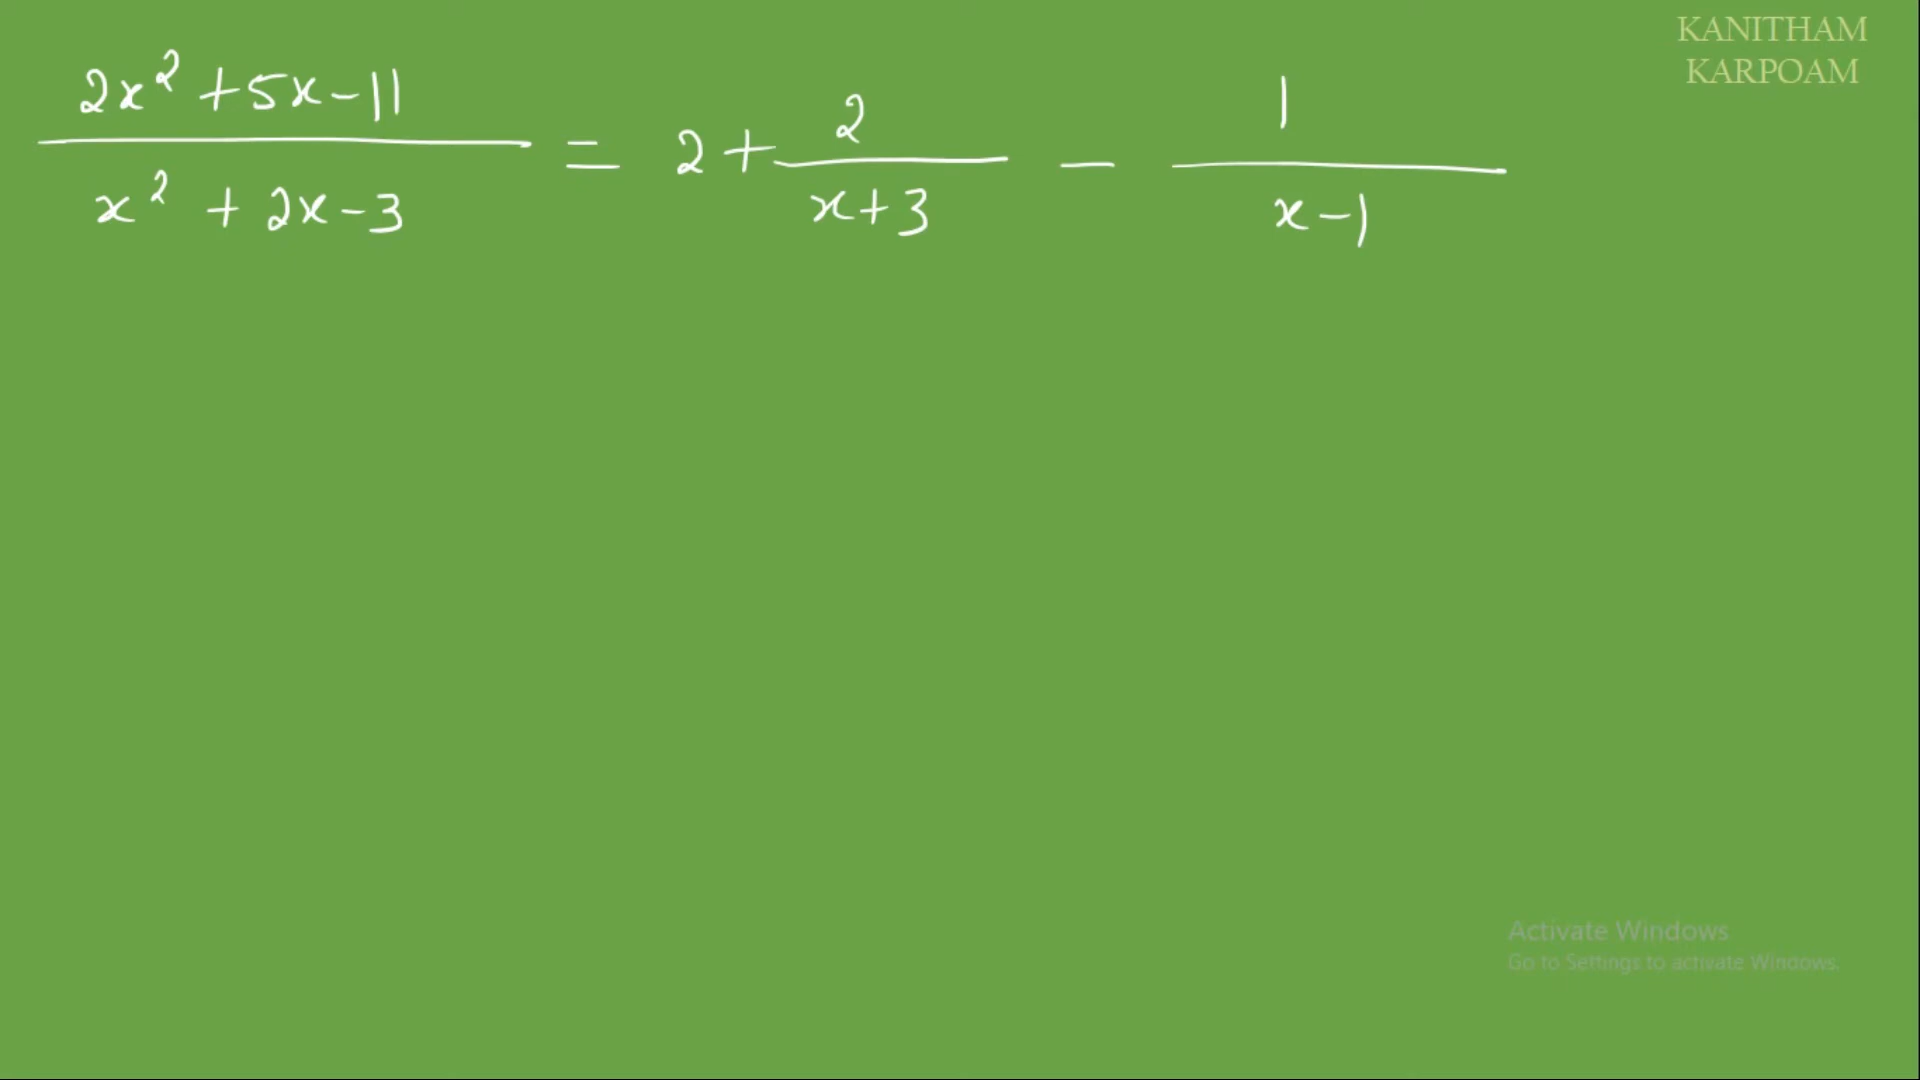 KANITHAM
KARPOAM
2x² + 5x - 11
x² + 2x - 3
= 2 + 2
x + 3
- 1
x - 1
Activate Windows
Go to Settings to activate Windows.